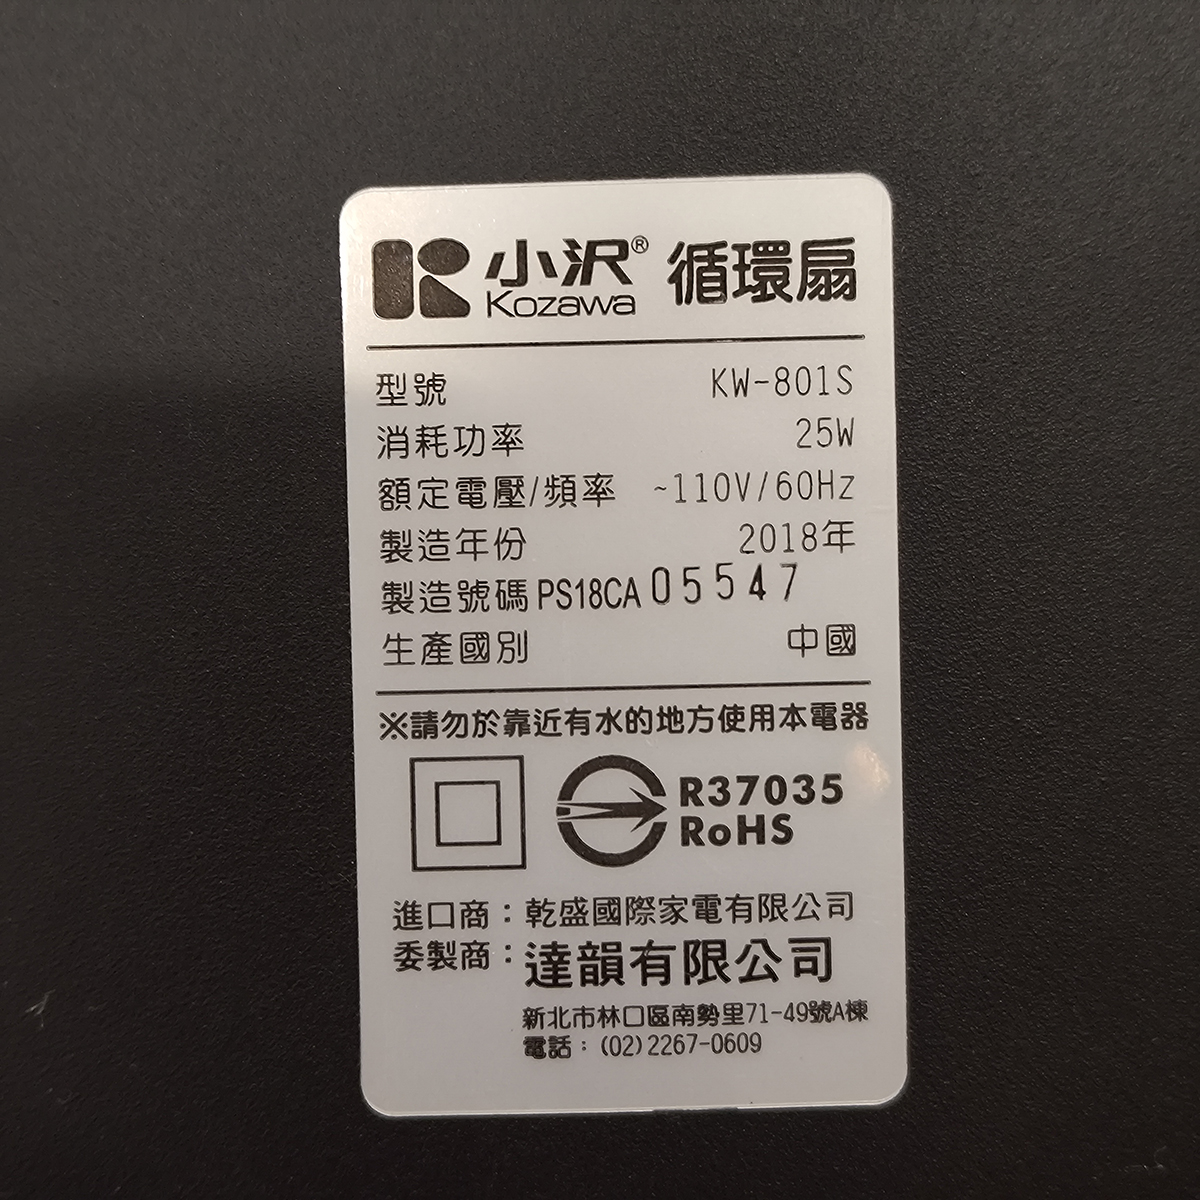 小沢® 循環扇
Kozawa
型號 KW-801S
消耗功率 25W
額定電壓/頻率 ~110V/60Hz
製造年份 2018年
製造號碼 PS18CA 05547
生產國別 中國
※請勿於靠近有水的地方使用本電器
R37035
RoHS
進口商：乾盛國際家電有限公司
委製商：達韻有限公司
新北市林口區南勢里71-49號A棟
電話：(02)2267-0609